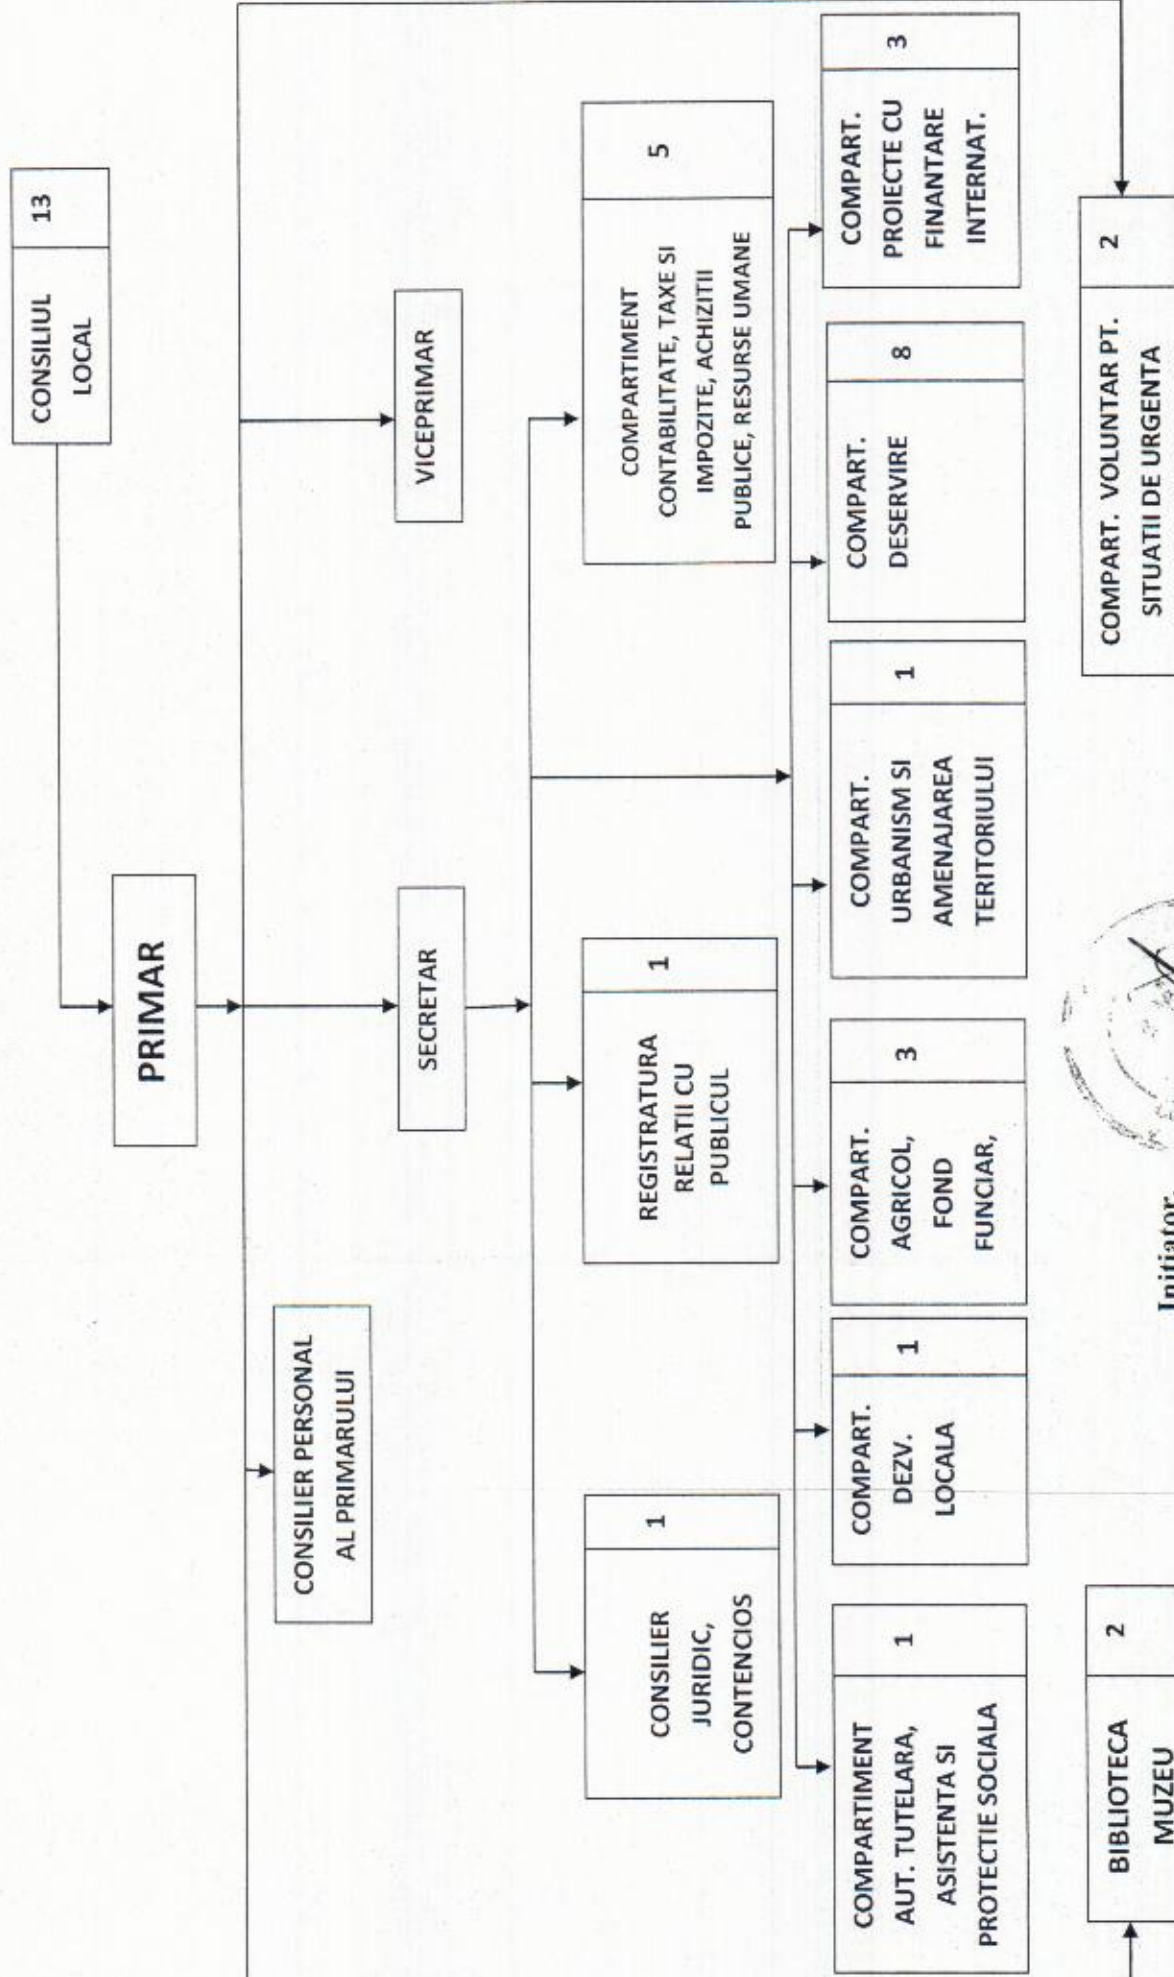 CONSILIUL
LOCAL
13
PRIMAR
CONSILIER PERSONAL
AL PRIMARULUI
SECRETAR
VICEPRIMAR
CONSILIER
JURIDIC,
CONTENCIOS
1
REGISTRATURA
RELATII CU
PUBLICUL
1
COMPARTIMENT
CONTABILITATE, TAXE SI
IMPOZITE, ACHIZITII
PUBLICE, RESURSE UMANE
5
COMPARTIMENT
AUT. TUTELARA,
ASISTENTA SI
PROTECTIE SOCIALA
1
COMPART.
DEZV.
LOCALA
1
COMPART.
AGRICOL,
FOND
FUNCIAR,
3
COMPART.
URBANISM SI
AMENAJAREA
TERITORIULUI
1
COMPART.
DESERVIRE
8
COMPART.
PROIECTE CU
FINANTARE
INTERNAT.
3
BIBLIOTECA
MUZEU
2
COMPART. VOLUNTAR PT.
SITUATII DE URGENTA
2
Initiator